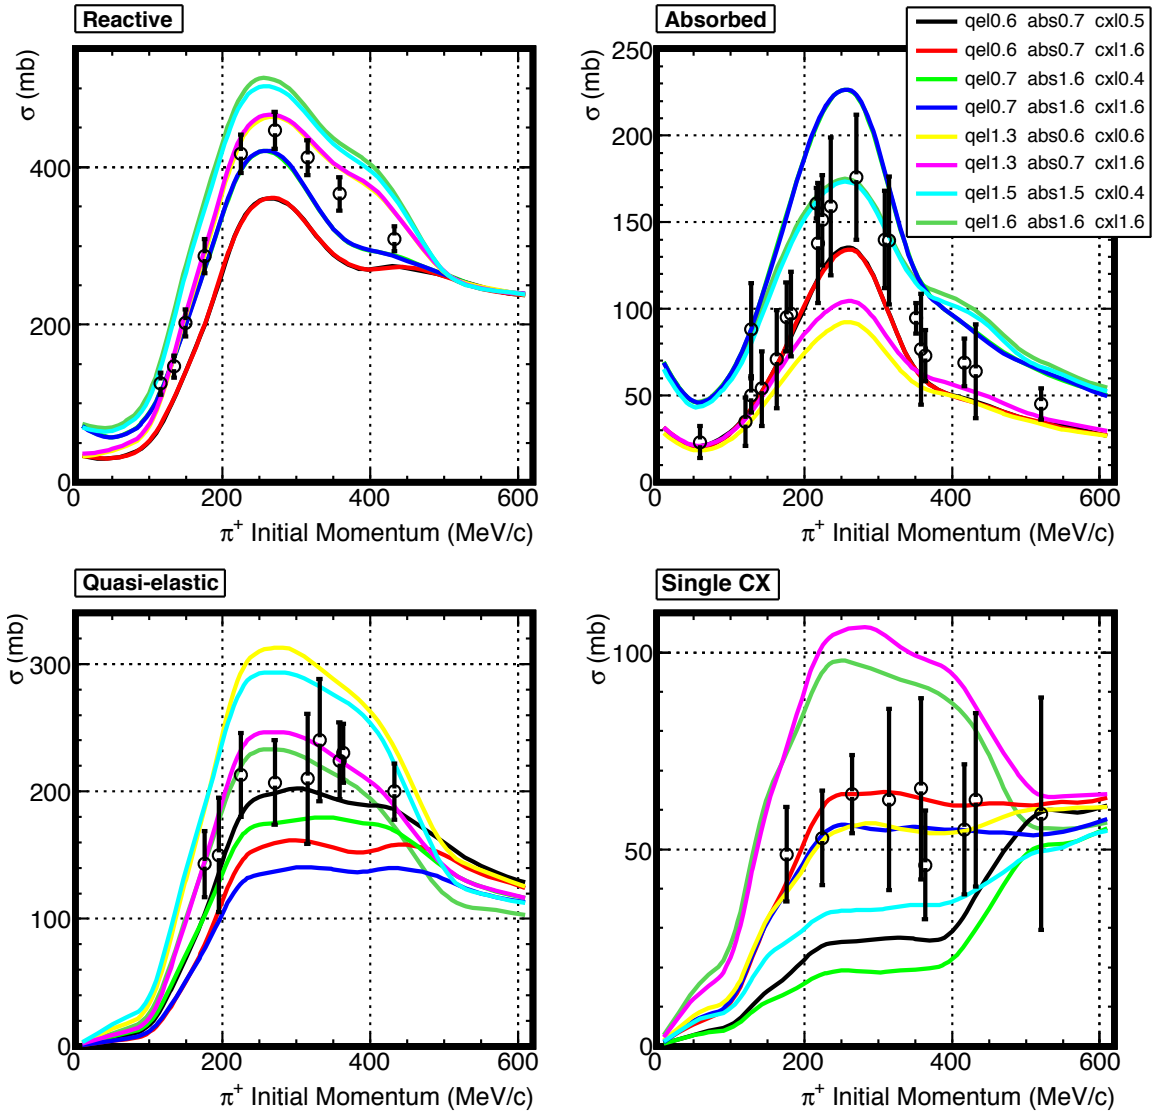 Reactive
σ (mb)
400
200
0
0 200 400 600
π+ Initial Momentum (MeV/c)
Absorbed
σ (mb)
250
200
150
100
50
0
0 200 400 600
π+ Initial Momentum (MeV/c)
qel0.6 abs0.7 cxl0.5
qel0.6 abs0.7 cxl1.6
qel0.7 abs1.6 cxl0.4
qel0.7 abs1.6 cxl1.6
qel1.3 abs0.6 cxl0.6
qel1.3 abs0.7 cxl1.6
qel1.5 abs1.5 cxl0.4
qel1.6 abs1.6 cxl1.6
Quasi-elastic
σ (mb)
300
200
100
0
0 200 400 600
π+ Initial Momentum (MeV/c)
Single CX
σ (mb)
100
50
0
0 200 400 600
π+ Initial Momentum (MeV/c)